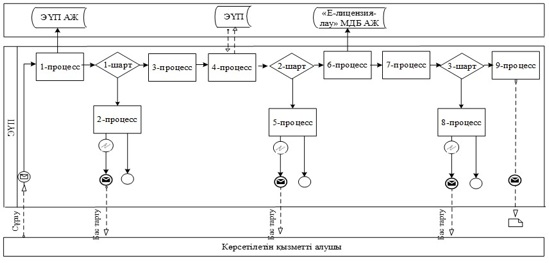 ЭҮП АЖ
ЭҮП
«Е-лицензия-
лау» МДБ АЖ
1-процесс
1-шарт
3-процесс
4-процесс
2-шарт
6-процесс
7-процесс
3-шарт
9-процесс
2-процесс
5-процесс
8-процесс
Сұрау
Бас тарту
Бас тарту
Бас тарту
Көрсетілетін қызметті алушы